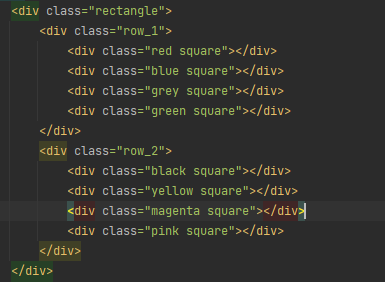 <div class="rectangle">
    <div class="row_1">
        <div class="red square"></div>
        <div class="blue square"></div>
        <div class="grey square"></div>
        <div class="green square"></div>
    </div>
    <div class="row_2">
        <div class="black square"></div>
        <div class="yellow square"></div>
        <div class="magenta square"></div>
        <div class="pink square"></div>
    </div>
</div>